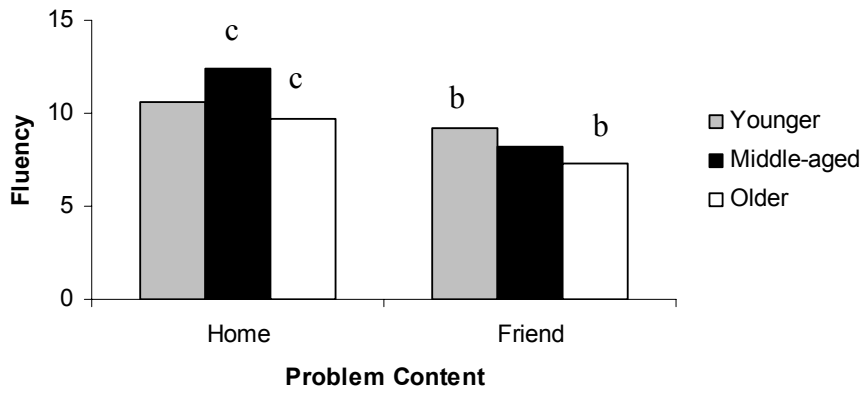 15
c
c
b
b
10
5
0
Fluency
Home
Friend
Problem Content
Younger
Middle-aged
Older